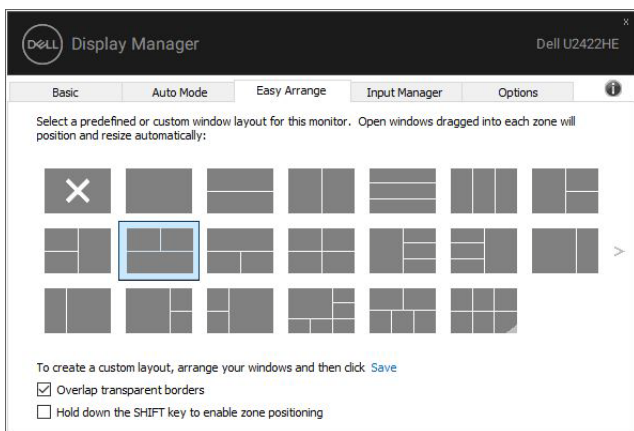 x
DELL Display Manager
Dell U2422HE
Basic Auto Mode Easy Arrange Input Manager Options i
Select a predefined or custom window layout for this monitor. Open windows dragged into each zone will
position and resize automatically:
>
To create a custom layout, arrange your windows and then click Save
Overlap transparent borders
Hold down the SHIFT key to enable zone positioning